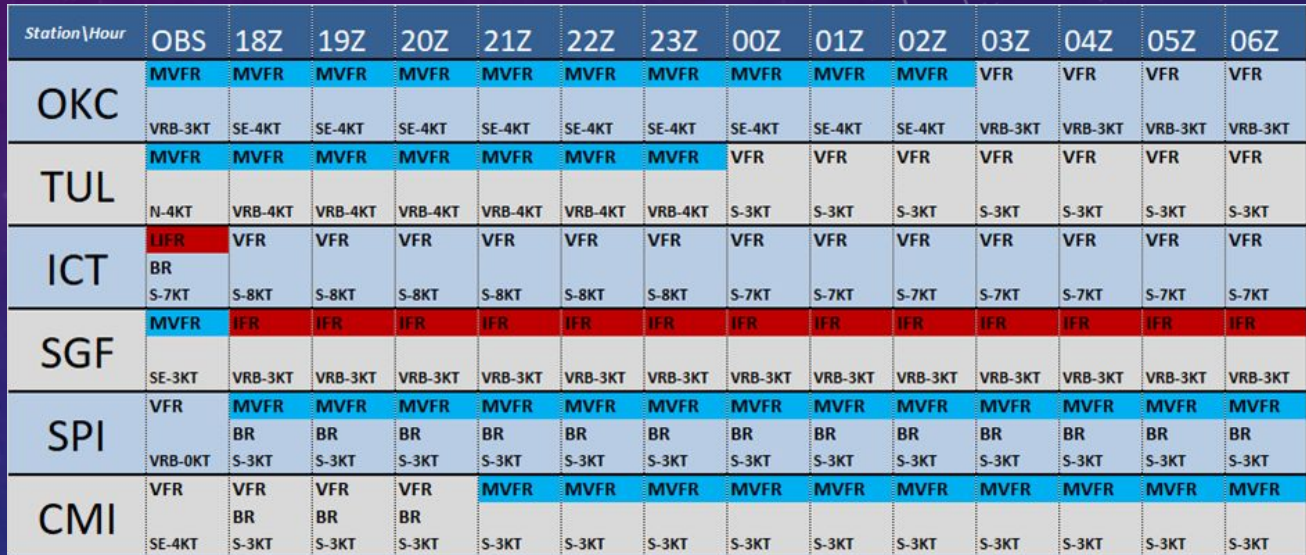 Station\Hour OBS 18Z 19Z 20Z 21Z 22Z 23Z 00Z 01Z 02Z 03Z 04Z 05Z 06Z
MVFR MVFR MVFR MVFR MVFR MVFR MVFR MVFR MVFR MVFR VFR VFR VFR VFR
OKC
VRB-3KT SE-4KT SE-4KT SE-4KT SE-4KT SE-4KT SE-4KT SE-4KT SE-4KT SE-4KT VRB-3KT VRB-3KT VRB-3KT VRB-3KT
MVFR MVFR MVFR MVFR MVFR MVFR MVFR VFR VFR VFR VFR VFR VFR VFR
TUL
N-4KT VRB-4KT VRB-4KT VRB-4KT VRB-4KT VRB-4KT VRB-4KT S-3KT S-3KT S-3KT S-3KT S-3KT S-3KT S-3KT
LIFR VFR VFR VFR VFR VFR VFR VFR VFR VFR VFR VFR VFR VFR
ICT BR
S-7KT S-8KT S-8KT S-8KT S-8KT S-8KT S-8KT S-7KT S-7KT S-7KT S-7KT S-7KT S-7KT S-7KT
MVFR IFR IFR IFR IFR IFR IFR IFR IFR IFR IFR IFR IFR IFR
SGF
SE-3KT VRB-3KT VRB-3KT VRB-3KT VRB-3KT VRB-3KT VRB-3KT VRB-3KT VRB-3KT VRB-3KT VRB-3KT VRB-3KT VRB-3KT VRB-3KT
VFR MVFR MVFR MVFR MVFR MVFR MVFR MVFR MVFR MVFR MVFR MVFR MVFR MVFR
SPI BR BR BR BR BR BR BR BR BR BR BR BR BR
VRB-0KT S-3KT S-3KT S-3KT S-3KT S-3KT S-3KT S-3KT S-3KT S-3KT S-3KT S-3KT S-3KT S-3KT
VFR VFR VFR VFR MVFR MVFR MVFR MVFR MVFR MVFR MVFR MVFR MVFR MVFR
CMI BR BR BR
SE-4KT S-3KT S-3KT S-3KT S-3KT S-3KT S-3KT S-3KT S-3KT S-3KT S-3KT S-3KT S-3KT S-3KT